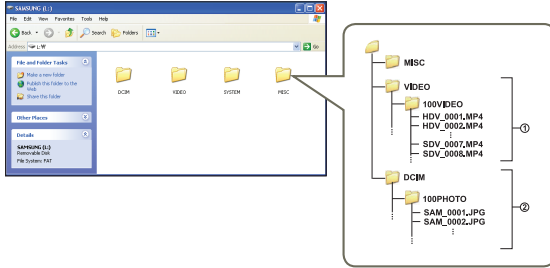 SAMSUNG (L:)
File Edit View Favorites Tools Help
Back Search Folders
Address L:￦ Go
File and Folder Tasks
Make a new folder
Publish this folder to the Web
Share this folder
Other Places
Details
SAMSUNG (L:)
Removable Disk
File System: FAT
DCIM VIDEO SYSTEM MISC
MISC
VIDEO
100VIDEO
HDV_0001.MP4
HDV_0002.MP4
SDV_0007.MP4
SDV_0008.MP4
①
DCIM
100PHOTO
SAM_0001.JPG
SAM_0002.JPG
②